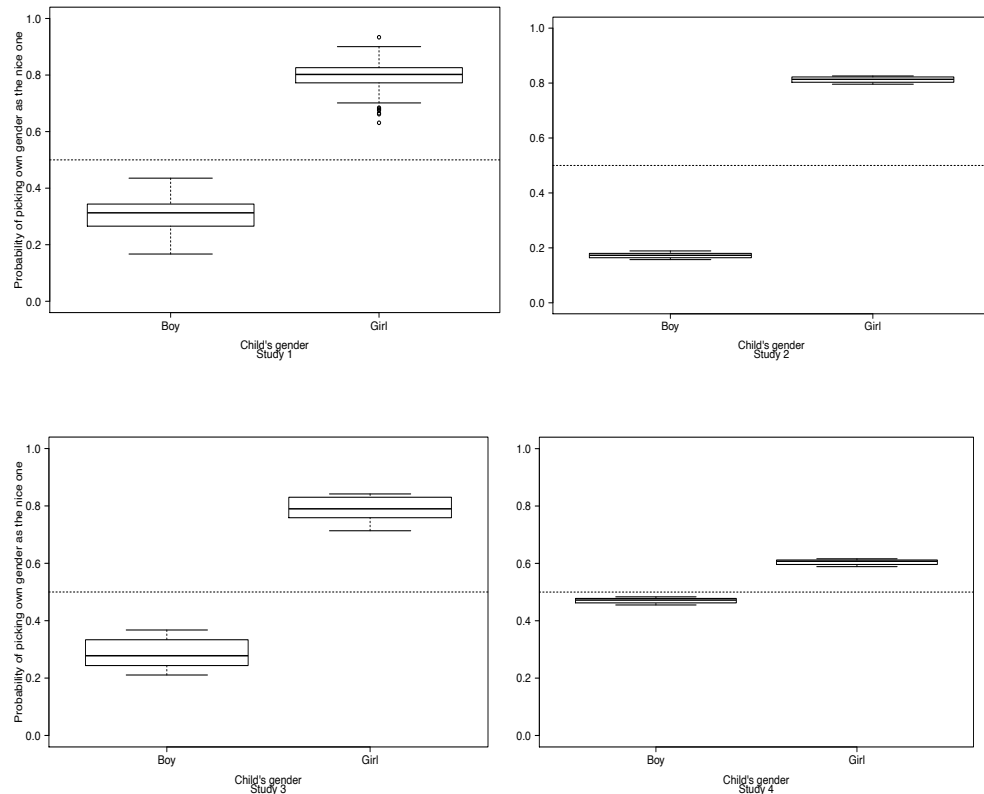 Probability of picking own gender as the nice one
1.0
0.8
0.6
0.4
0.2
0.0
Boy Girl
Child's gender
Study 1
1.0
0.8
0.6
0.4
0.2
0.0
Boy Girl
Child's gender
Study 2
Probability of picking own gender as the nice one
1.0
0.8
0.6
0.4
0.2
0.0
Boy Girl
Child's gender
Study 3
1.0
0.8
0.6
0.4
0.2
0.0
Boy Girl
Child's gender
Study 4